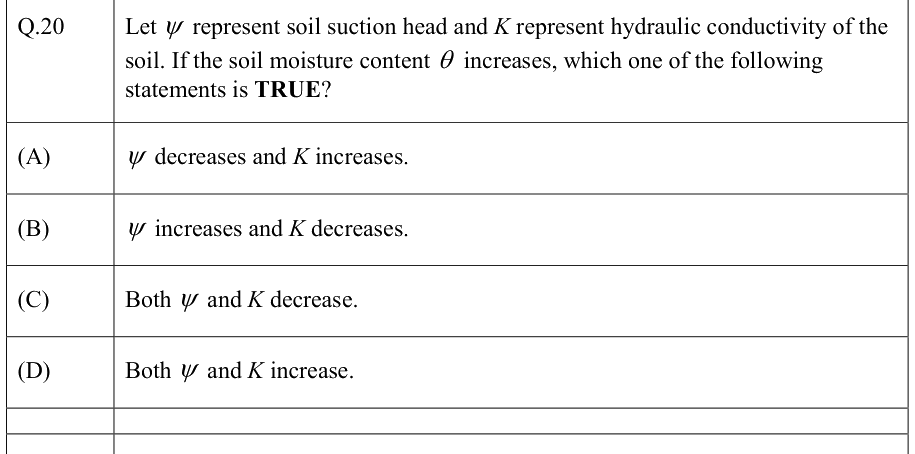 Q.20 Let ψ represent soil suction head and K represent hydraulic conductivity of the
soil. If the soil moisture content θ increases, which one of the following
statements is TRUE?
(A) ψ decreases and K increases.
(B) ψ increases and K decreases.
(C) Both ψ and K decrease.
(D) Both ψ and K increase.